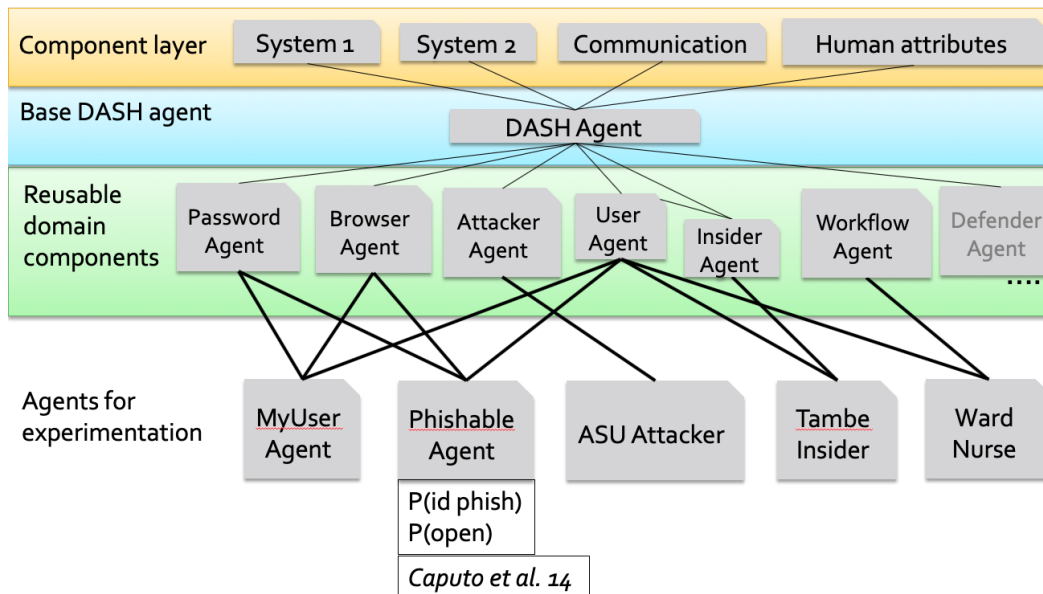 Component layer
System 1
System 2
Communication
Human attributes
Base DASH agent
DASH Agent
Reusable
domain
components
Password
Agent
Browser
Agent
Attacker
Agent
User
Agent
Insider
Agent
Workflow
Agent
Defender
Agent
.....
Agents for
experimentation
MyUser
Agent
Phishable
Agent
ASU Attacker
Tambe
Insider
Ward
Nurse
P(id phish)
P(open)
Caputo et al. 14